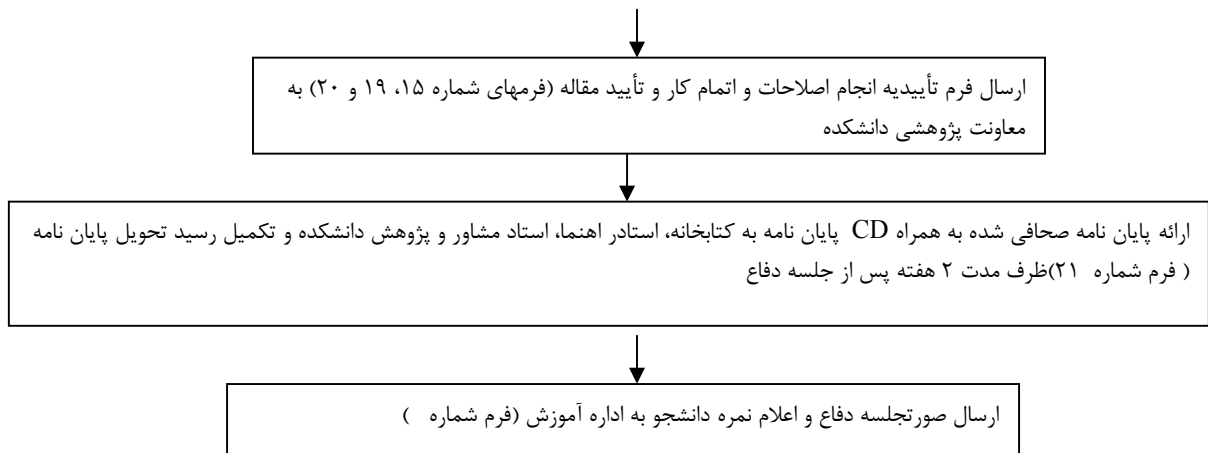 ارسال فرم تأییدیه انجام اصلاحات و اتمام کار و تأیید مقاله (فرمهای شماره ۱۵، ۱۹ و ۲۰) به
معاونت پژوهشی دانشکده
ارائه پایان نامه صحافی شده به همراه CD پایان نامه به کتابخانه، استادر اهنما، استاد مشاور و پژوهش دانشکده و تکمیل رسید تحویل پایان نامه
( فرم شماره ۲۱)ظرف مدت ۲ هفته پس از جلسه دفاع
ارسال صورتجلسه دفاع و اعلام نمره دانشجو به اداره آموزش (فرم شماره )